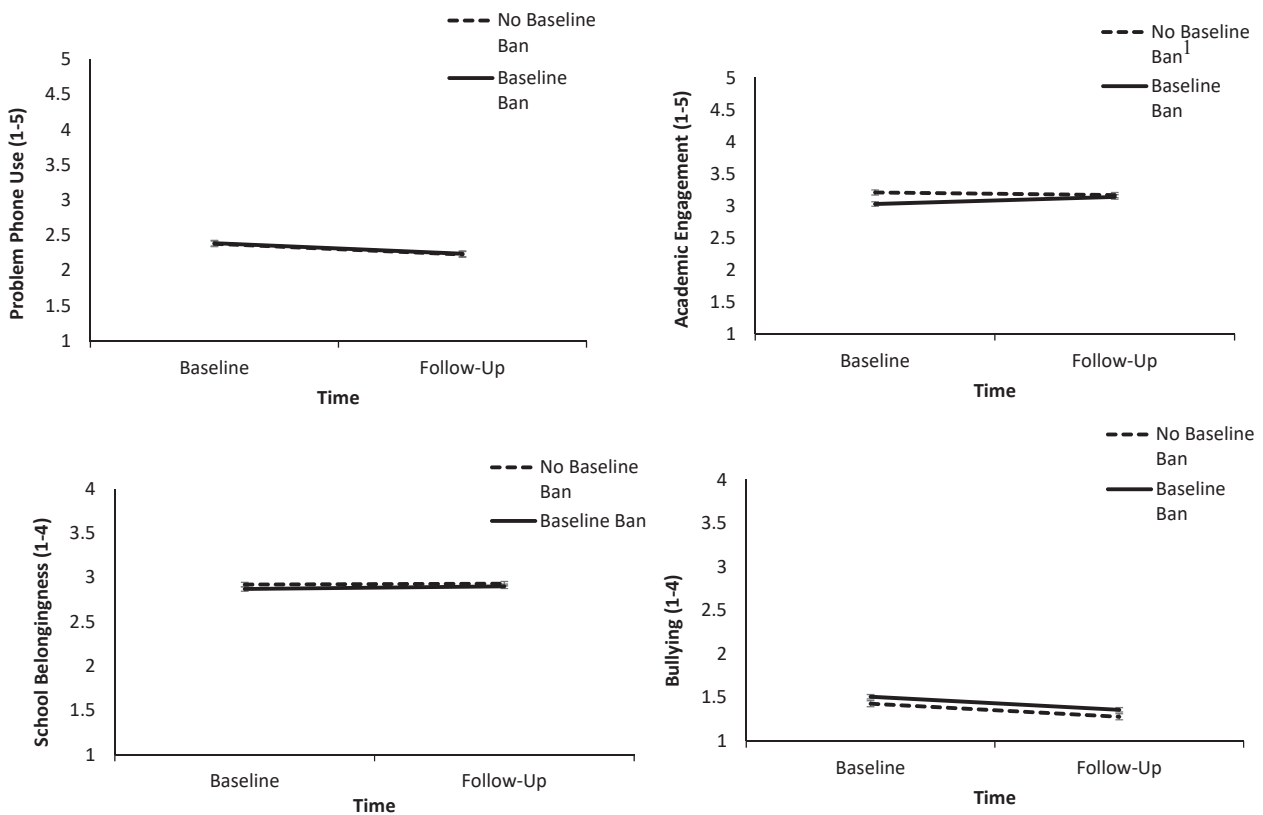 No Baseline
Ban
Baseline
Ban
5
4.5
4
3.5
3
2.5
2
1.5
1
Problem Phone Use (1-5)
Baseline
Follow-Up
Time
No Baseline
Ban1
Baseline
Ban
5
4.5
4
3.5
3
2.5
2
1.5
1
Academic Engagement (1-5)
Baseline
Follow-Up
Time
No Baseline
Ban
Baseline Ban
4
3.5
3
2.5
2
1.5
1
School Belongingness (1-4)
Baseline
Follow-Up
Time
No Baseline
Ban
Baseline
Ban
4
3.5
3
2.5
2
1.5
1
Bullying (1-4)
Baseline
Follow-Up
Time